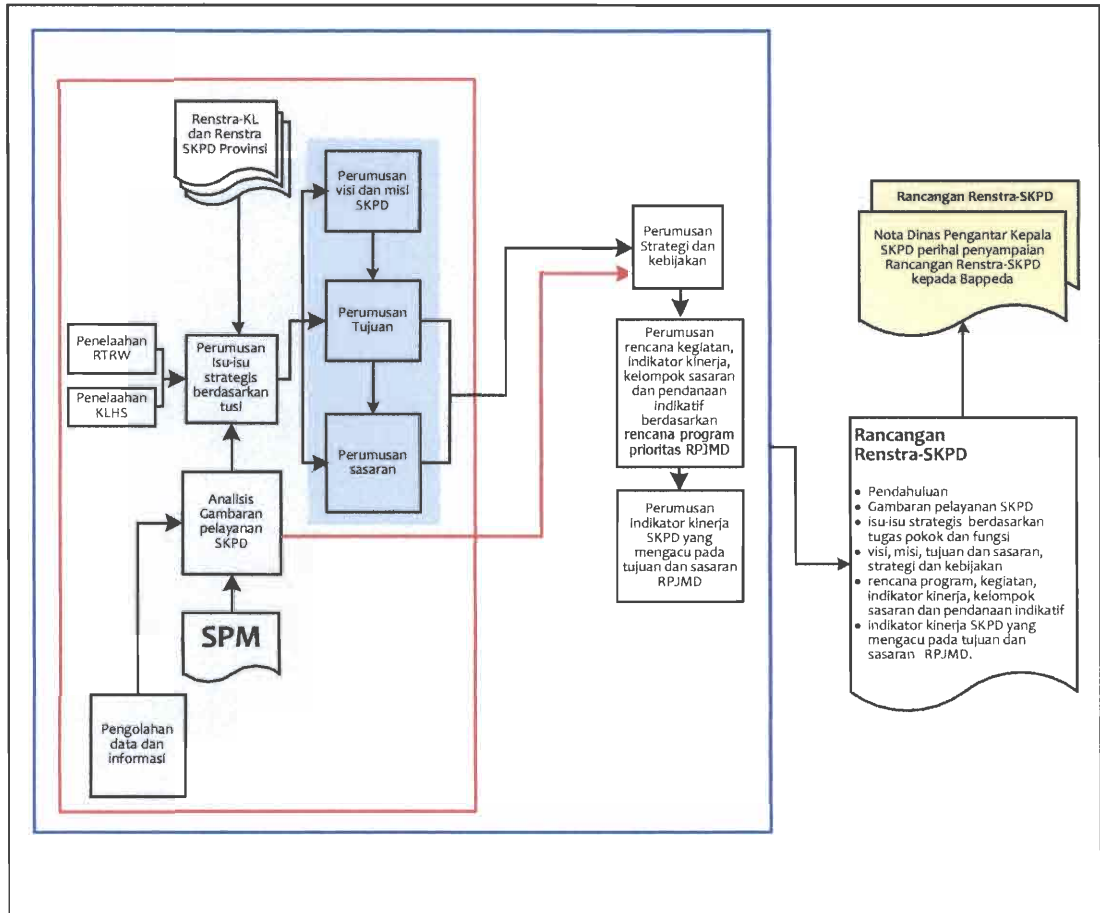 Renstra-KL
dan Renstra
SKPD Provinsi
Perumusan
visi dan misi
SKPD
Perumusan
Strategi dan
kebijakan
Rancangan Renstra-SKPD
Nota Dinas Pengantar Kepala
SKPD perihal penyampaian
Rancangan Renstra-SKPD
kepada Bappeda
Penelaahan
RTRW
Penelaahan
KLHS
Perumusan
Isu-isu
strategis
berdasarkan
tusi
Perumusan
Tujuan
Perumusan
rencana kegiatan,
indikator kinerja,
kelompok sasaran
dan pendanaan
indikatif
berdasarkan
rencana program
prioritas RPJMD
Perumusan
sasaran
Analisis
Gambaran
pelayanan
SKPD
Perumusan
indikator kinerja
SKPD yang
mengacu pada
tujuan dan sasaran
RPJMD
SPM
Pengolahan
data dan
informasi
Rancangan
Renstra-SKPD
• Pendahuluan
• Gambaran pelayanan SKPD
• isu-isu strategis berdasarkan
tugas pokok dan fungsi
• visi, misi, tujuan dan sasaran,
strategi dan kebijakan
• rencana program, kegiatan,
indikator kinerja, kelompok
sasaran dan pendanaan indikatif
• indikator kinerja SKPD yang
mengacu pada tujuan dan
sasaran RPJMD.